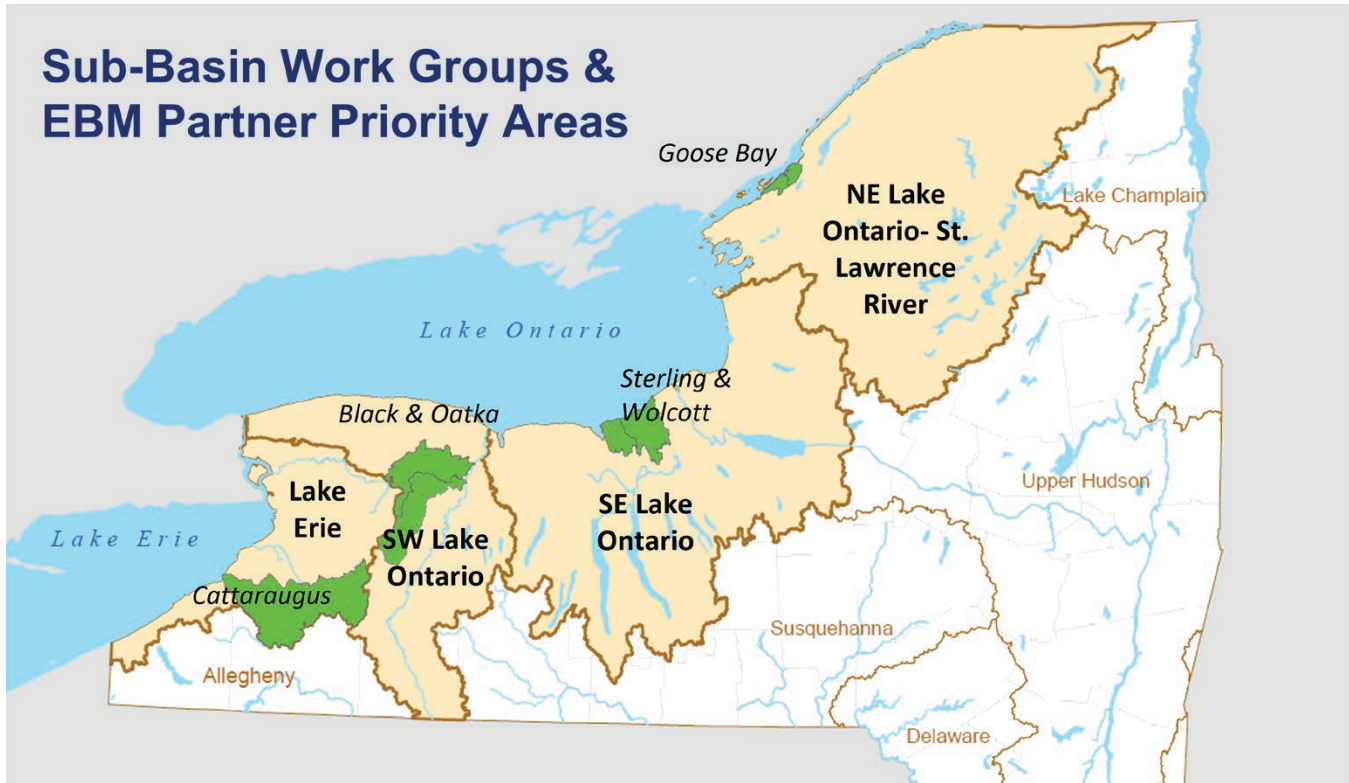 Sub-Basin Work Groups &
EBM Partner Priority Areas
Goose Bay
NE Lake
Ontario- St.
Lawrence
River
Lake Champlain
Lake Ontario
Sterling &
Wolcott
Black & Oatka
Upper Hudson
Lake
Erie
SE Lake
Ontario
Lake Erie
SW Lake
Ontario
Cattaraugus
Susquehanna
Allegheny
Delaware